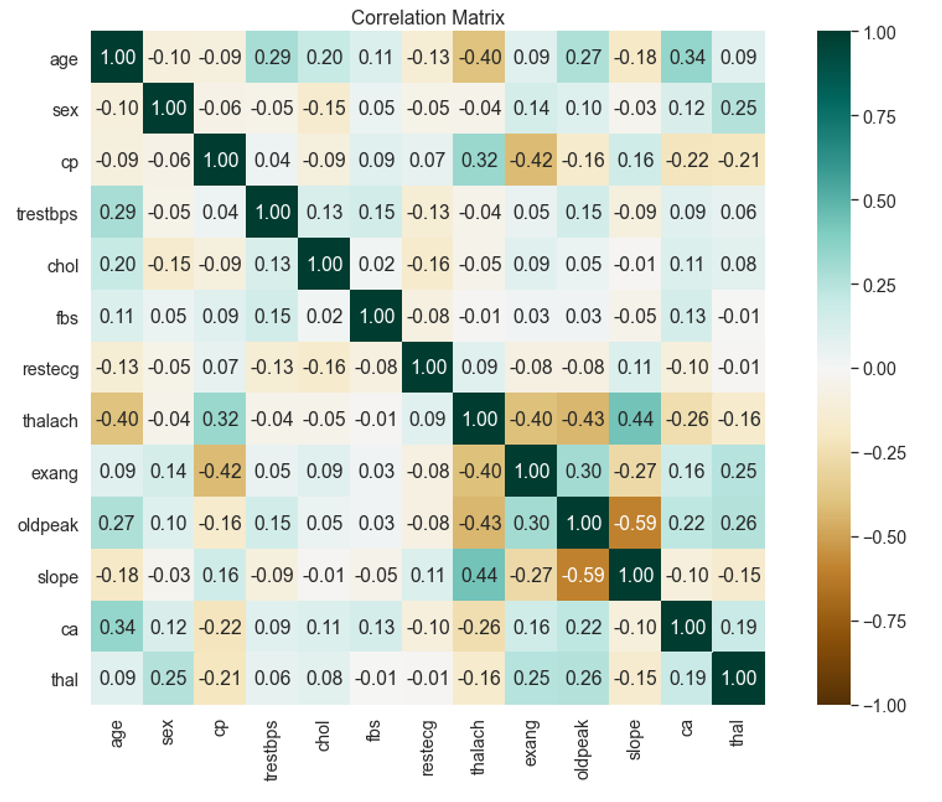 Correlation Matrix
age 1.00 -0.10 -0.09 0.29 0.20 0.11 -0.13 -0.40 0.09 0.27 -0.18 0.34 0.09
sex -0.10 1.00 -0.06 -0.05 -0.15 0.05 -0.05 -0.04 0.14 0.10 -0.03 0.12 0.25
cp -0.09 -0.06 1.00 0.04 -0.09 0.09 0.07 0.32 -0.42 -0.16 0.16 -0.22 -0.21
trestbps 0.29 -0.05 0.04 1.00 0.13 0.15 -0.13 -0.04 0.05 0.15 -0.09 0.09 0.06
chol 0.20 -0.15 -0.09 0.13 1.00 0.02 -0.16 -0.05 0.09 0.05 -0.01 0.11 0.08
fbs 0.11 0.05 0.09 0.15 0.02 1.00 -0.08 -0.01 0.03 0.03 -0.05 0.13 -0.01
restecg -0.13 -0.05 0.07 -0.13 -0.16 -0.08 1.00 0.09 -0.08 -0.08 0.11 -0.10 -0.01
thalach -0.40 -0.04 0.32 -0.04 -0.05 -0.01 0.09 1.00 -0.40 -0.43 0.44 -0.26 -0.16
exang 0.09 0.14 -0.42 0.05 0.09 0.03 -0.08 -0.40 1.00 0.30 -0.27 0.16 0.25
oldpeak 0.27 0.10 -0.16 0.15 0.05 0.03 -0.08 -0.43 0.30 1.00 -0.59 0.22 0.26
slope -0.18 -0.03 0.16 -0.09 -0.01 -0.05 0.11 0.44 -0.27 -0.59 1.00 -0.10 -0.15
ca 0.34 0.12 -0.22 0.09 0.11 0.13 -0.10 -0.26 0.16 0.22 -0.10 1.00 0.19
thal 0.09 0.25 -0.21 0.06 0.08 -0.01 -0.01 -0.16 0.25 0.26 -0.15 0.19 1.00
age sex cp trestbps chol fbs restecg thalach exang oldpeak slope ca thal
1.00
0.75
0.50
0.25
0.00
−0.25
−0.50
−0.75
−1.00